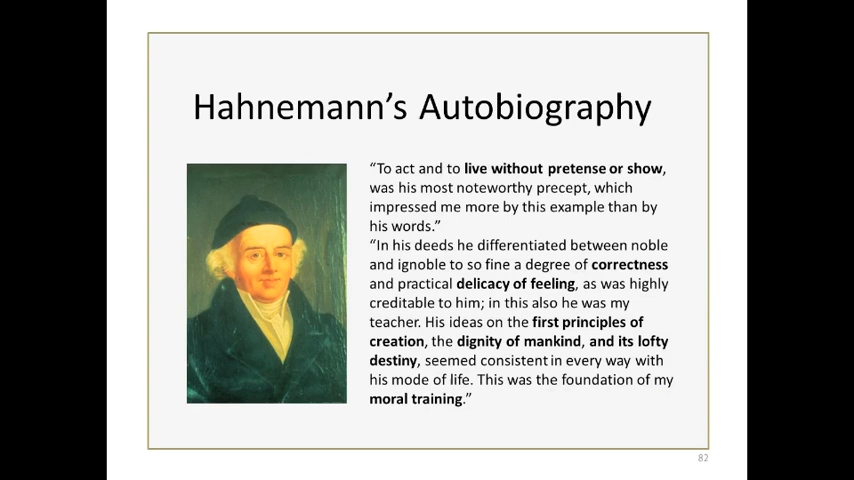 Hahnemann’s Autobiography
“To act and to live without pretense or show,
was his most noteworthy precept, which
impressed me more by this example than by
his words.”
“In his deeds he differentiated between noble
and ignoble to so fine a degree of correctness
and practical delicacy of feeling, as was highly
creditable to him; in this also he was my
teacher. His ideas on the first principles of
creation, the dignity of mankind, and its lofty
destiny, seemed consistent in every way with
his mode of life. This was the foundation of my
moral training.”
82